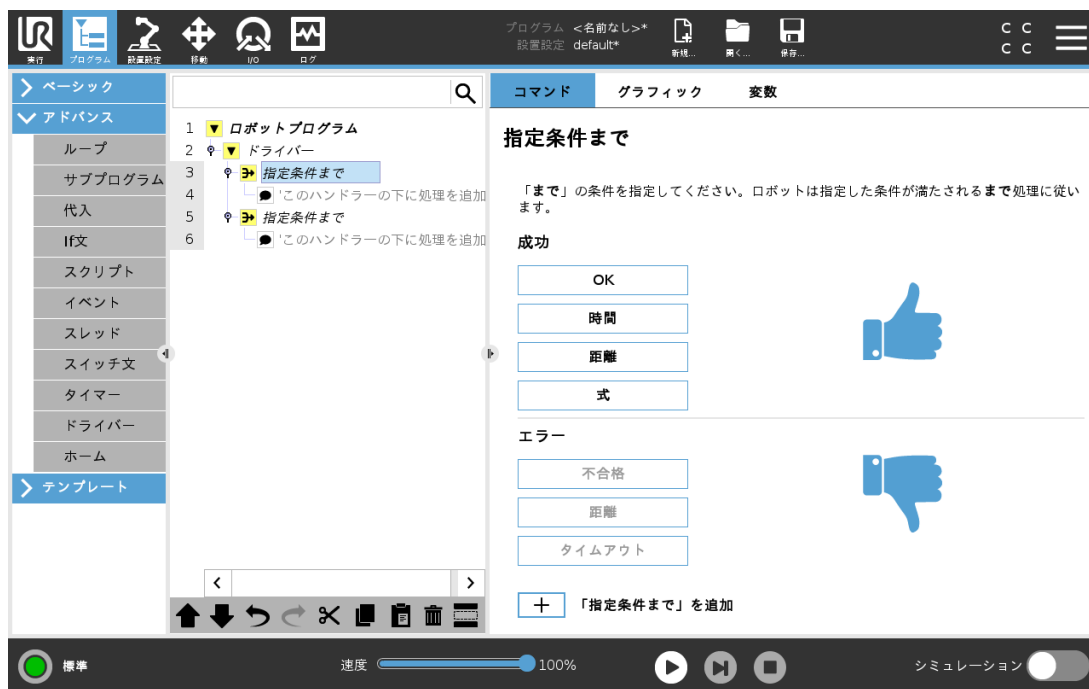 UR
実行
プログラム
設置設定
移動
I/O
ログ
プログラム <名前なし>*
設置設定 default*
新規...
開く...
保存...
C C
C C
ベーシック
アドバンス
ループ
サブプログラム
代入
If文
スクリプト
イベント
スレッド
スイッチ文
タイマー
ドライバー
ホーム
テンプレート
1 ロボットプログラム
2 ドライバー
3 指定条件まで
4 'このハンドラーの下に処理を追加
5 指定条件まで
6 'このハンドラーの下に処理を追加
コマンド グラフィック 変数
指定条件まで
「まで」の条件を指定してください。ロボットは指定した条件が満たされるまで処理に従い
ます。
成功
OK
時間
距離
式
エラー
不合格
距離
タイムアウト
「指定条件まで」を追加
標準
速度
100%
シミュレーション